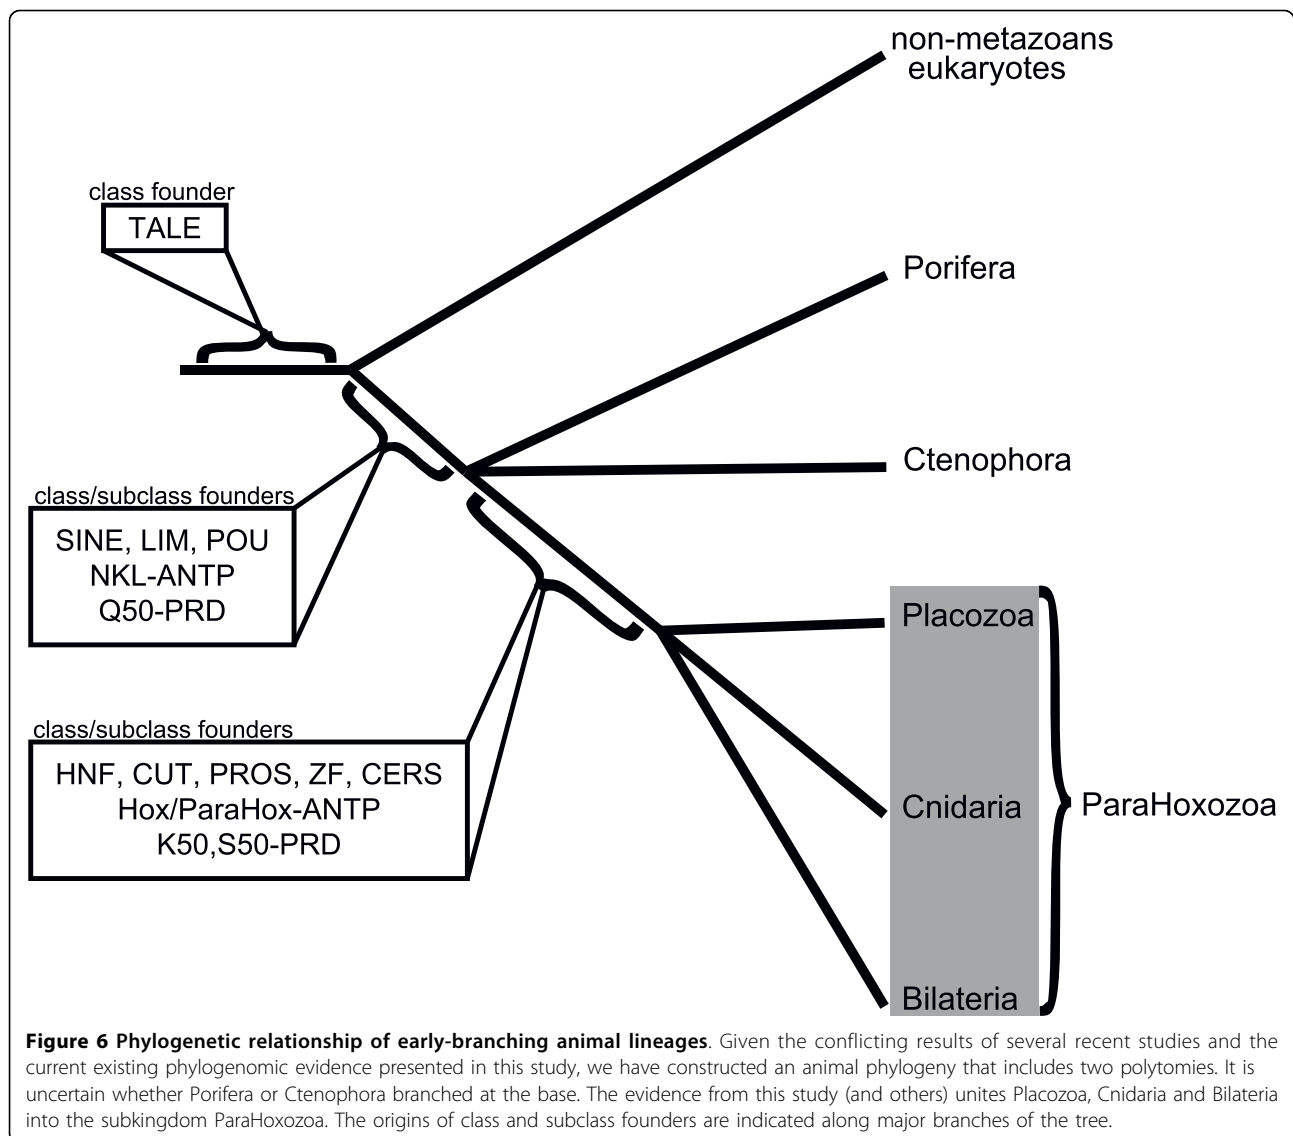 non-metazoans
eukaryotes
class founder
TALE
Porifera
Ctenophora
class/subclass founders
SINE, LIM, POU
NKL-ANTP
Q50-PRD
Placozoa
class/subclass founders
HNF, CUT, PROS, ZF, CERS
Hox/ParaHox-ANTP
K50,S50-PRD
Cnidaria
ParaHoxozoa
Bilateria
Figure 6 Phylogenetic relationship of early-branching animal lineages. Given the conflicting results of several recent studies and the
current existing phylogenomic evidence presented in this study, we have constructed an animal phylogeny that includes two polytomies. It is
uncertain whether Porifera or Ctenophora branched at the base. The evidence from this study (and others) unites Placozoa, Cnidaria and Bilateria
into the subkingdom ParaHoxozoa. The origins of class and subclass founders are indicated along major branches of the tree.